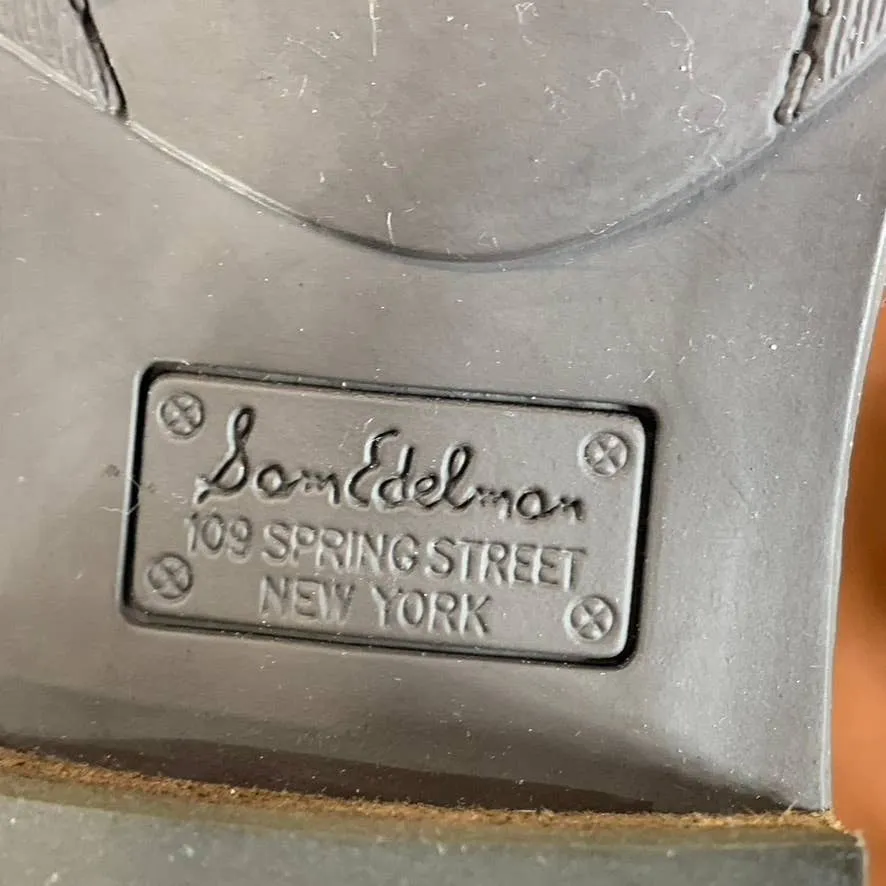 Sam Edelman
109 SPRING STREET
NEW YORK